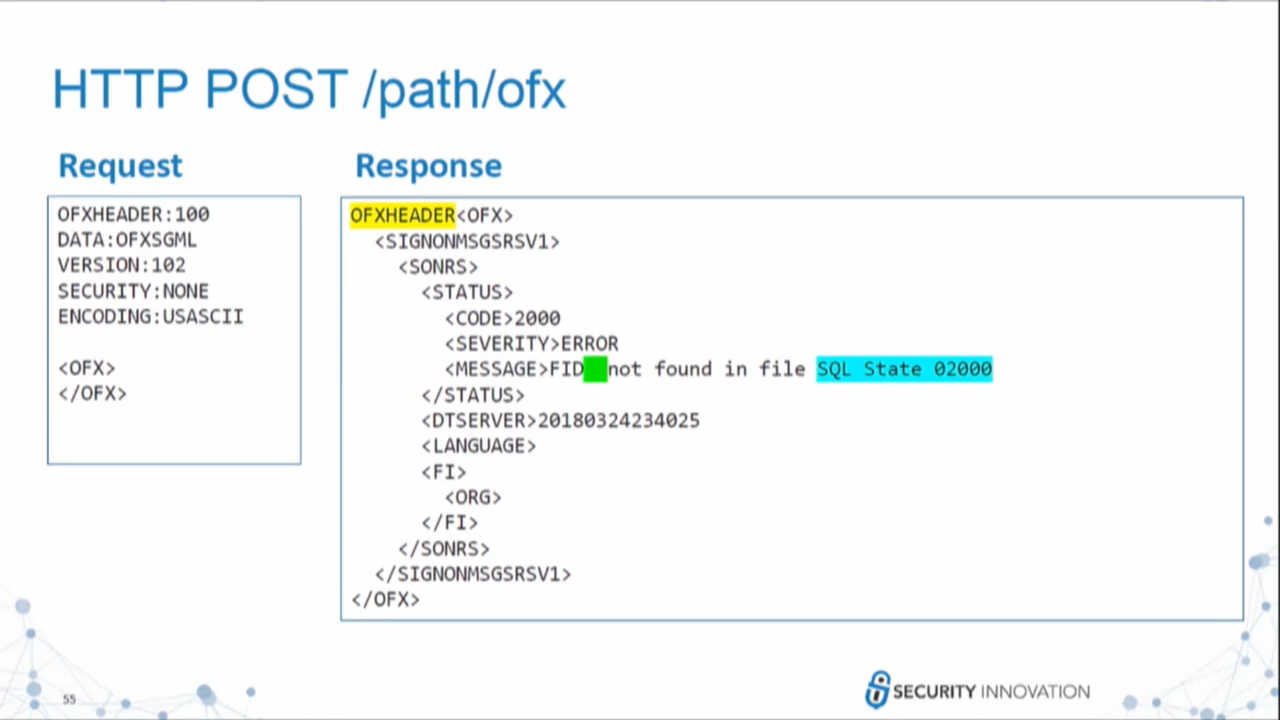 HTTP POST /path/ofx
Request
OFXHEADER:100
DATA:OFXSGML
VERSION:102
SECURITY:NONE
ENCODING:USASCII
<OFX>
</OFX>
Response
OFXHEADER<OFX>
<SIGNONMSGSRSV1>
<SONRS>
<STATUS>
<CODE>2000
<SEVERITY>ERROR
<MESSAGE>FID not found in file SQL State 02000
</STATUS>
<DTSERVER>20180324234025
<LANGUAGE>
<FI>
<ORG>
</FI>
</SONRS>
</SIGNONMSGSRSV1>
</OFX>
55
SECURITY INNOVATION